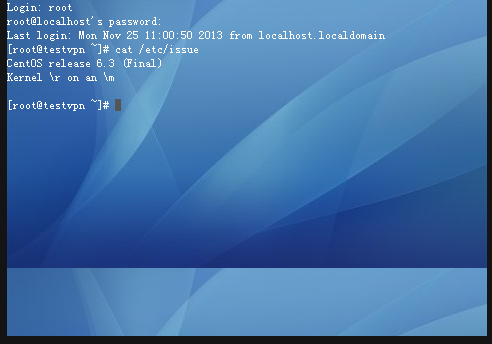 Login: root
root@localhost's password:
Last login: Mon Nov 25 11:00:50 2013 from localhost.localdomain
[root@testvpn ~]# cat /etc/issue
CentOS release 6.3 (Final)
Kernel \r on an \m
[root@testvpn ~]#